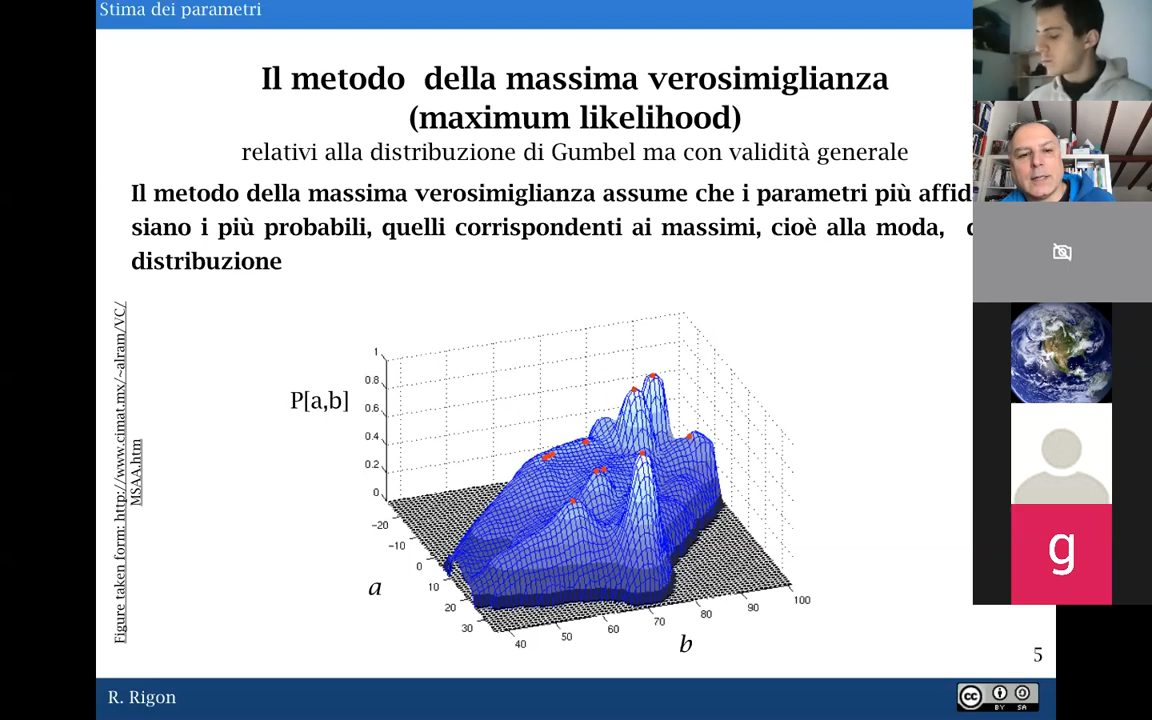 Stima dei parametri
Il metodo della massima verosimiglianza
(maximum likelihood)
relativi alla distribuzione di Gumbel ma con validità generale
Il metodo della massima verosimiglianza assume che i parametri più
siano i più probabili, quelli corrispondenti ai massimi, cioè alla moda,
distribuzione
Figure taken form: http://www.cimat.mx/~alram/VC/
MSAA.htm
P[a,b]
1
0.8
0.6
0.4
0.2
0
−20
−10
0
10
20
30
a
40
50
60
70
80
90
100
b
5
R. Rigon
cc
BY SA
g